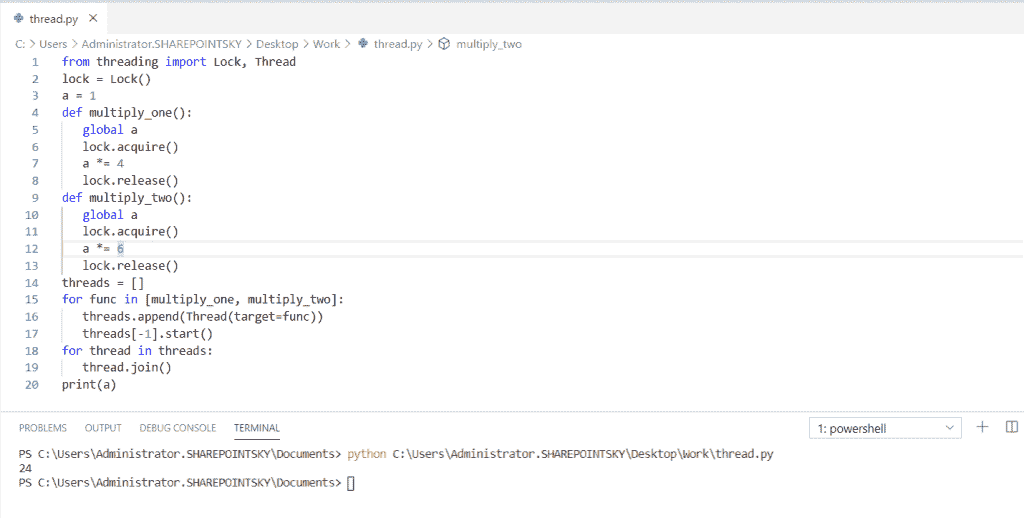 thread.py ×
C: > Users > Administrator.SHAREPOINTSKY > Desktop > Work > thread.py > multiply_two
1 from threading import Lock, Thread
2 lock = Lock()
3 a = 1
4 def multiply_one():
5 global a
6 lock.acquire()
7 a *= 4
8 lock.release()
9 def multiply_two():
10 global a
11 lock.acquire()
12 a *= 6
13 lock.release()
14 threads = []
15 for func in [multiply_one, multiply_two]:
16 threads.append(Thread(target=func))
17 threads[-1].start()
18 for thread in threads:
19 thread.join()
20 print(a)
PROBLEMS OUTPUT DEBUG CONSOLE TERMINAL 1: powershell
PS C:\Users\Administrator.SHAREPOINTSKY\Documents> python C:\Users\Administrator.SHAREPOINTSKY\Desktop\Work\thread.py
24
PS C:\Users\Administrator.SHAREPOINTSKY\Documents>